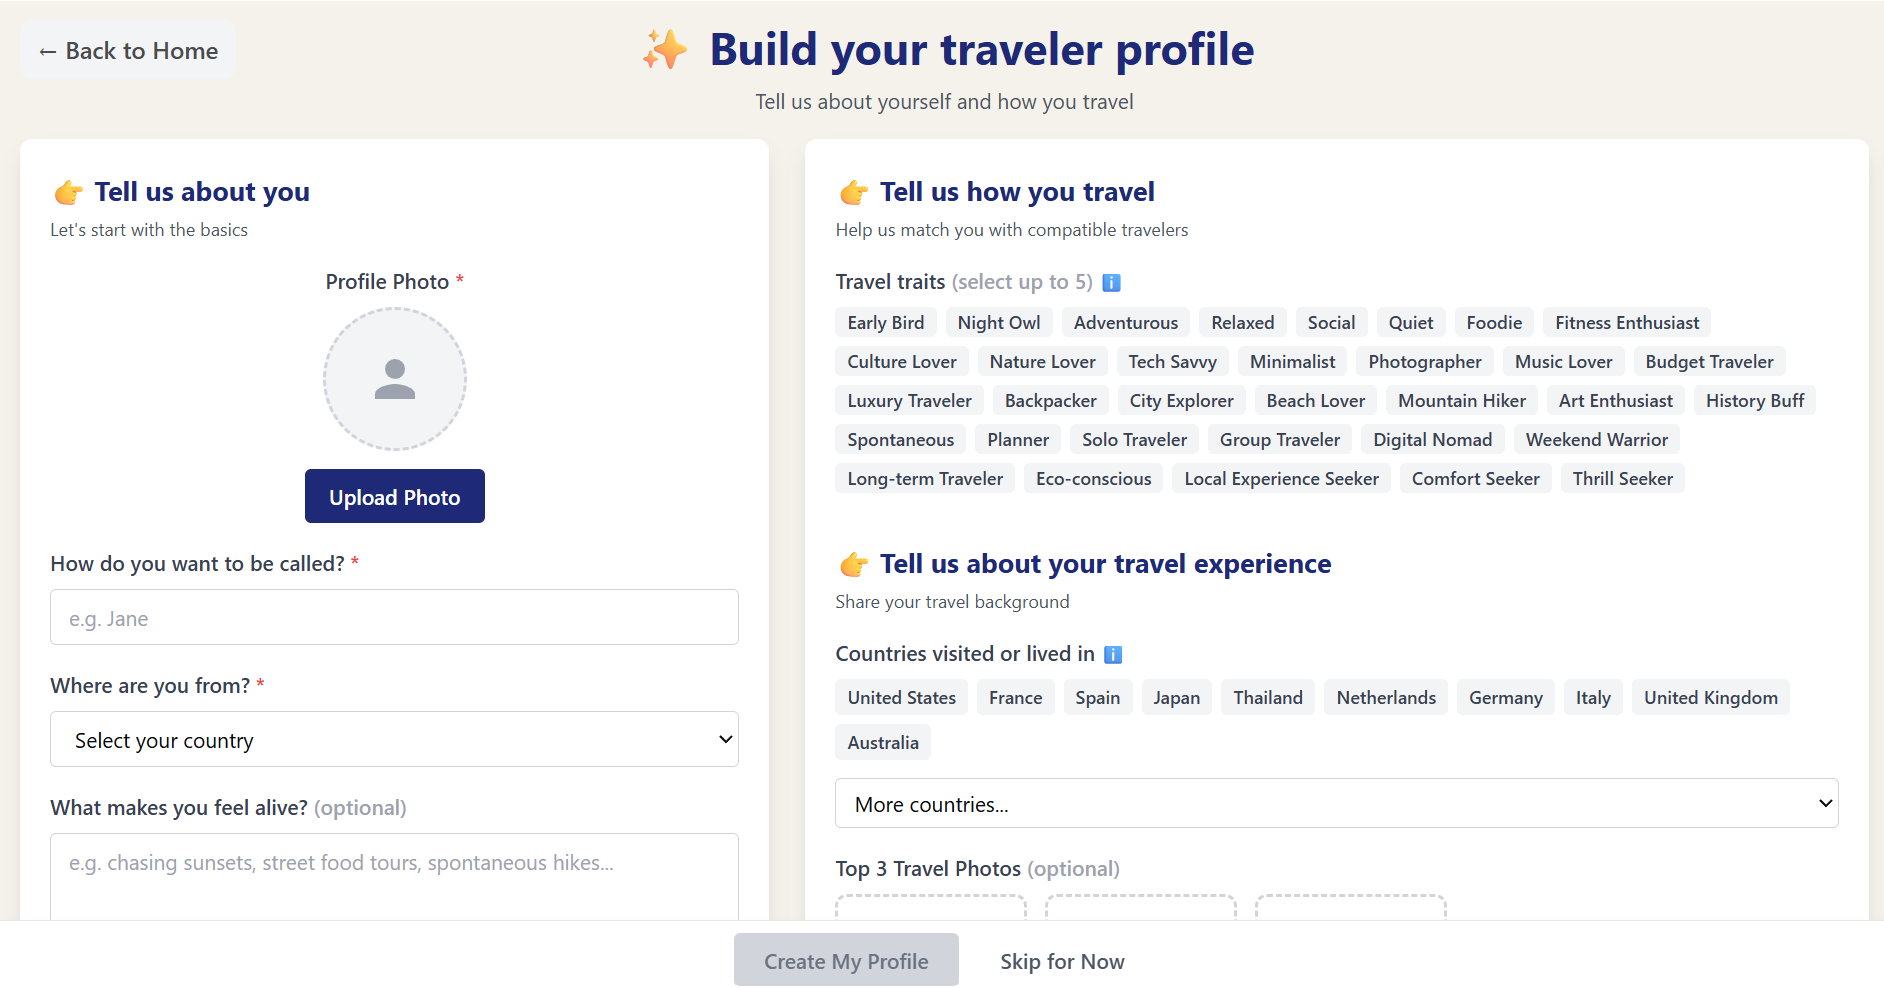 ← Back to Home
✨ Build your traveler profile
Tell us about yourself and how you travel
👉 Tell us about you
Let's start with the basics
Profile Photo *
Upload Photo
How do you want to be called? *
e.g. Jane
Where are you from? *
Select your country
What makes you feel alive? (optional)
e.g. chasing sunsets, street food tours, spontaneous hikes...
👉 Tell us how you travel
Help us match you with compatible travelers
Travel traits (select up to 5) ℹ️
Early Bird Night Owl Adventurous Relaxed Social Quiet Foodie Fitness Enthusiast
Culture Lover Nature Lover Tech Savvy Minimalist Photographer Music Lover Budget Traveler
Luxury Traveler Backpacker City Explorer Beach Lover Mountain Hiker Art Enthusiast History Buff
Spontaneous Planner Solo Traveler Group Traveler Digital Nomad Weekend Warrior
Long-term Traveler Eco-conscious Local Experience Seeker Comfort Seeker Thrill Seeker
👉 Tell us about your travel experience
Share your travel background
Countries visited or lived in ℹ️
United States France Spain Japan Thailand Netherlands Germany Italy United Kingdom
Australia
More countries...
Top 3 Travel Photos (optional)
Create My Profile Skip for Now